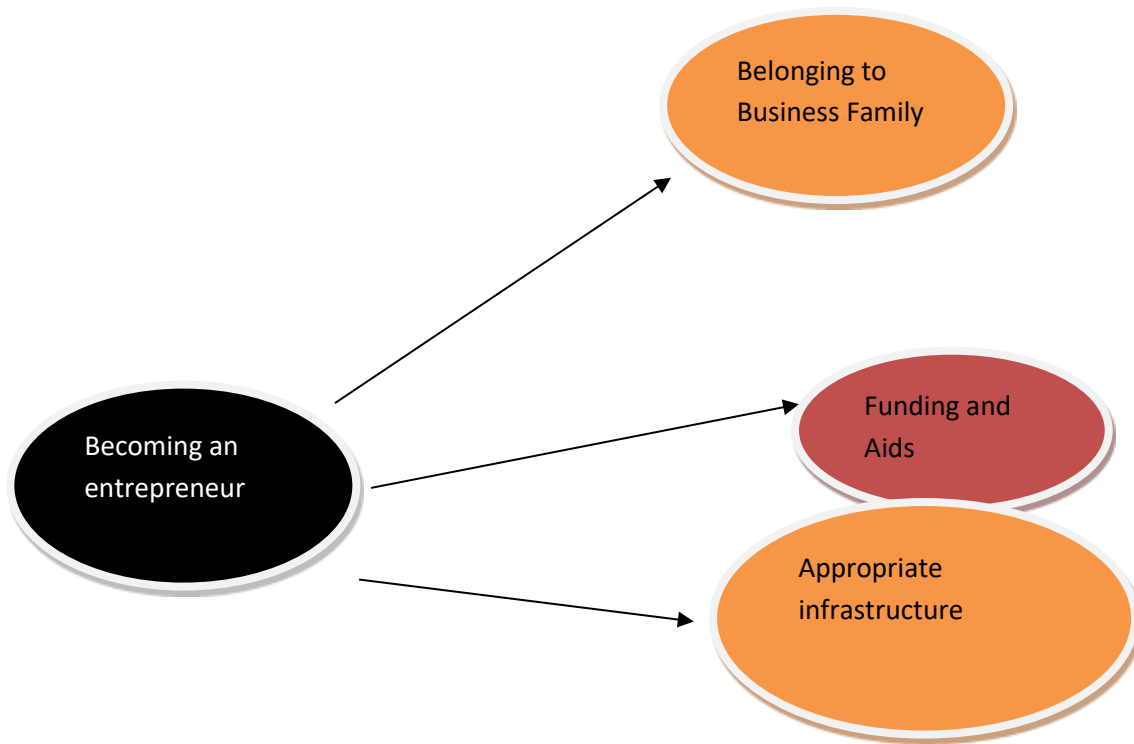 Belonging to
Business Family
Funding and
Aids
Becoming an
entrepreneur
Appropriate
infrastructure